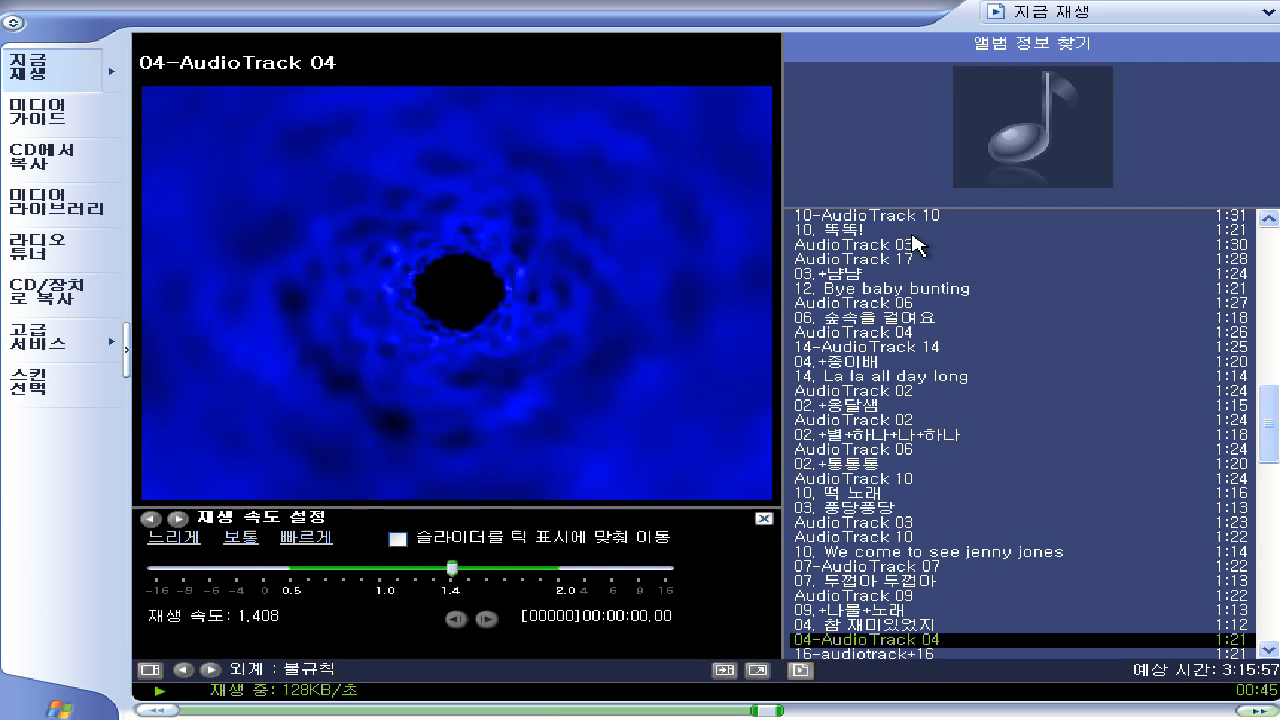 지금 재생
지금
재생
미디어
가이드
CD에서
복사
미디어
라이브러리
라디오
튜너
CD/장치
로 복사
고급
서비스
스킨
선택
04-AudioTrack 04
재생 속도 설정
느리게 보통 빠르게 슬라이더를 틱 표시에 맞춰 이동
-16 -8 -6 -4 0 0.5 1.0 1.4 2.0 4 6 8 16
재생 속도: 1.408 [00000]00:00:00.00
외계 : 불규칙
재생 중: 128KB/초
앨범 정보 찾기
10-AudioTrack 10 1:31
10. 똑똑! 1:21
AudioTrack 03 1:30
AudioTrack 17 1:28
03.+냠냠 1:24
12. Bye baby bunting 1:21
AudioTrack 06 1:27
06. 숲속을 걸어요 1:18
AudioTrack 04 1:26
14-AudioTrack 14 1:25
04.+종이배 1:20
14. La la all day long 1:14
AudioTrack 02 1:24
02.+옹달샘 1:15
AudioTrack 02 1:24
02.+별+하나+나+하나 1:18
AudioTrack 06 1:24
02.+통통통 1:20
AudioTrack 10 1:24
10. 떡 노래 1:16
03. 퐁당퐁당 1:13
AudioTrack 03 1:23
AudioTrack 10 1:22
10. We come to see jenny jones 1:14
07-AudioTrack 07 1:22
07. 두껍아 두껍아 1:13
AudioTrack 09 1:22
09.+나물+노래 1:13
04. 참 재미있었지 1:12
04-AudioTrack 04 1:21
16-audiotrack+16 1:21
예상 시간: 3:15:57
00:45